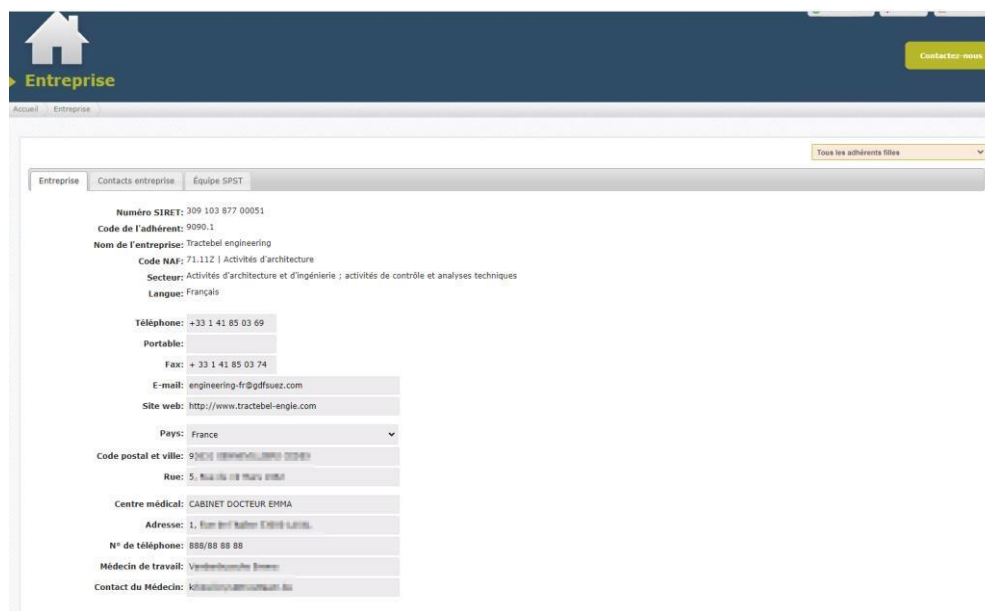 Contactez-nous
Entreprise
Accueil Entreprise
Tous les adhérents filles
Entreprise Contacts entreprise Équipe SPST
Numéro SIRET: 309 103 877 00051
Code de l'adhérent: 9090.1
Nom de l'entreprise: Tractebel engineering
Code NAF: 71.11Z | Activités d'architecture
Secteur: Activités d'architecture et d'ingénierie ; activités de contrôle et analyses techniques
Langue: Français
Téléphone: +33 1 41 85 03 69
Portable:
Fax: + 33 1 41 85 03 74
E-mail: engineering-fr@gdfsuez.com
Site web: http://www.tractebel-engie.com
Pays: France
Code postal et ville: 9
Rue: 5,
Centre médical: CABINET DOCTEUR EMMA
Adresse: 1,
N° de téléphone: 888/88 88 88
Médecin de travail:
Contact du Médecin: